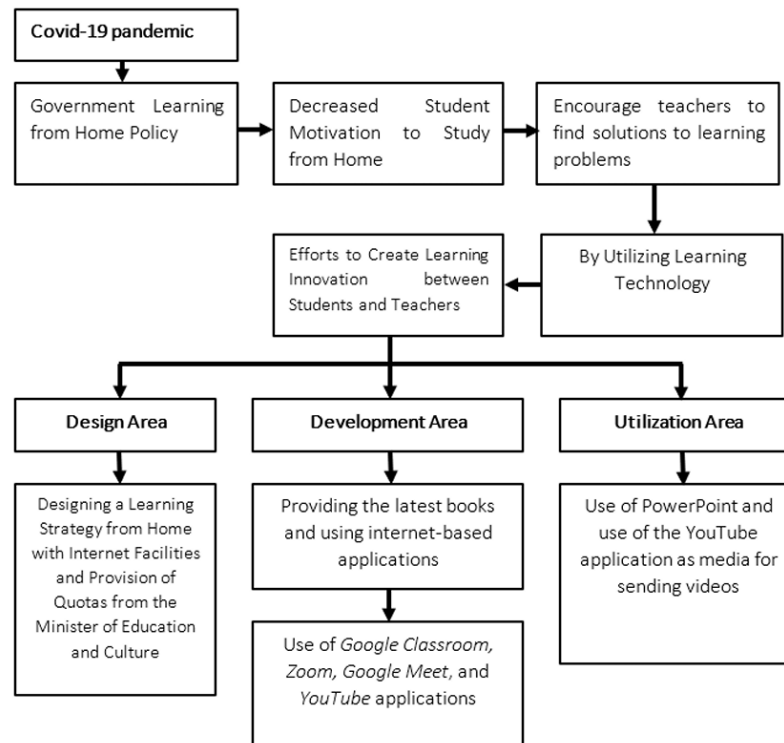 Covid-19 pandemic
Government Learning
from Home Policy
Decreased Student
Motivation to Study
from Home
Encourage teachers to
find solutions to learning
problems
By Utilizing Learning
Technology
Efforts to Create Learning
Innovation between
Students and Teachers
Design Area
Development Area
Utilization Area
Designing a Learning
Strategy from Home
with Internet Facilities
and Provision of
Quotas from the
Minister of Education
and Culture
Providing the latest books
and using internet-based
applications
Use of PowerPoint and
use of the YouTube
application as media for
sending videos
Use of Google Classroom,
Zoom, Google Meet, and
YouTube applications